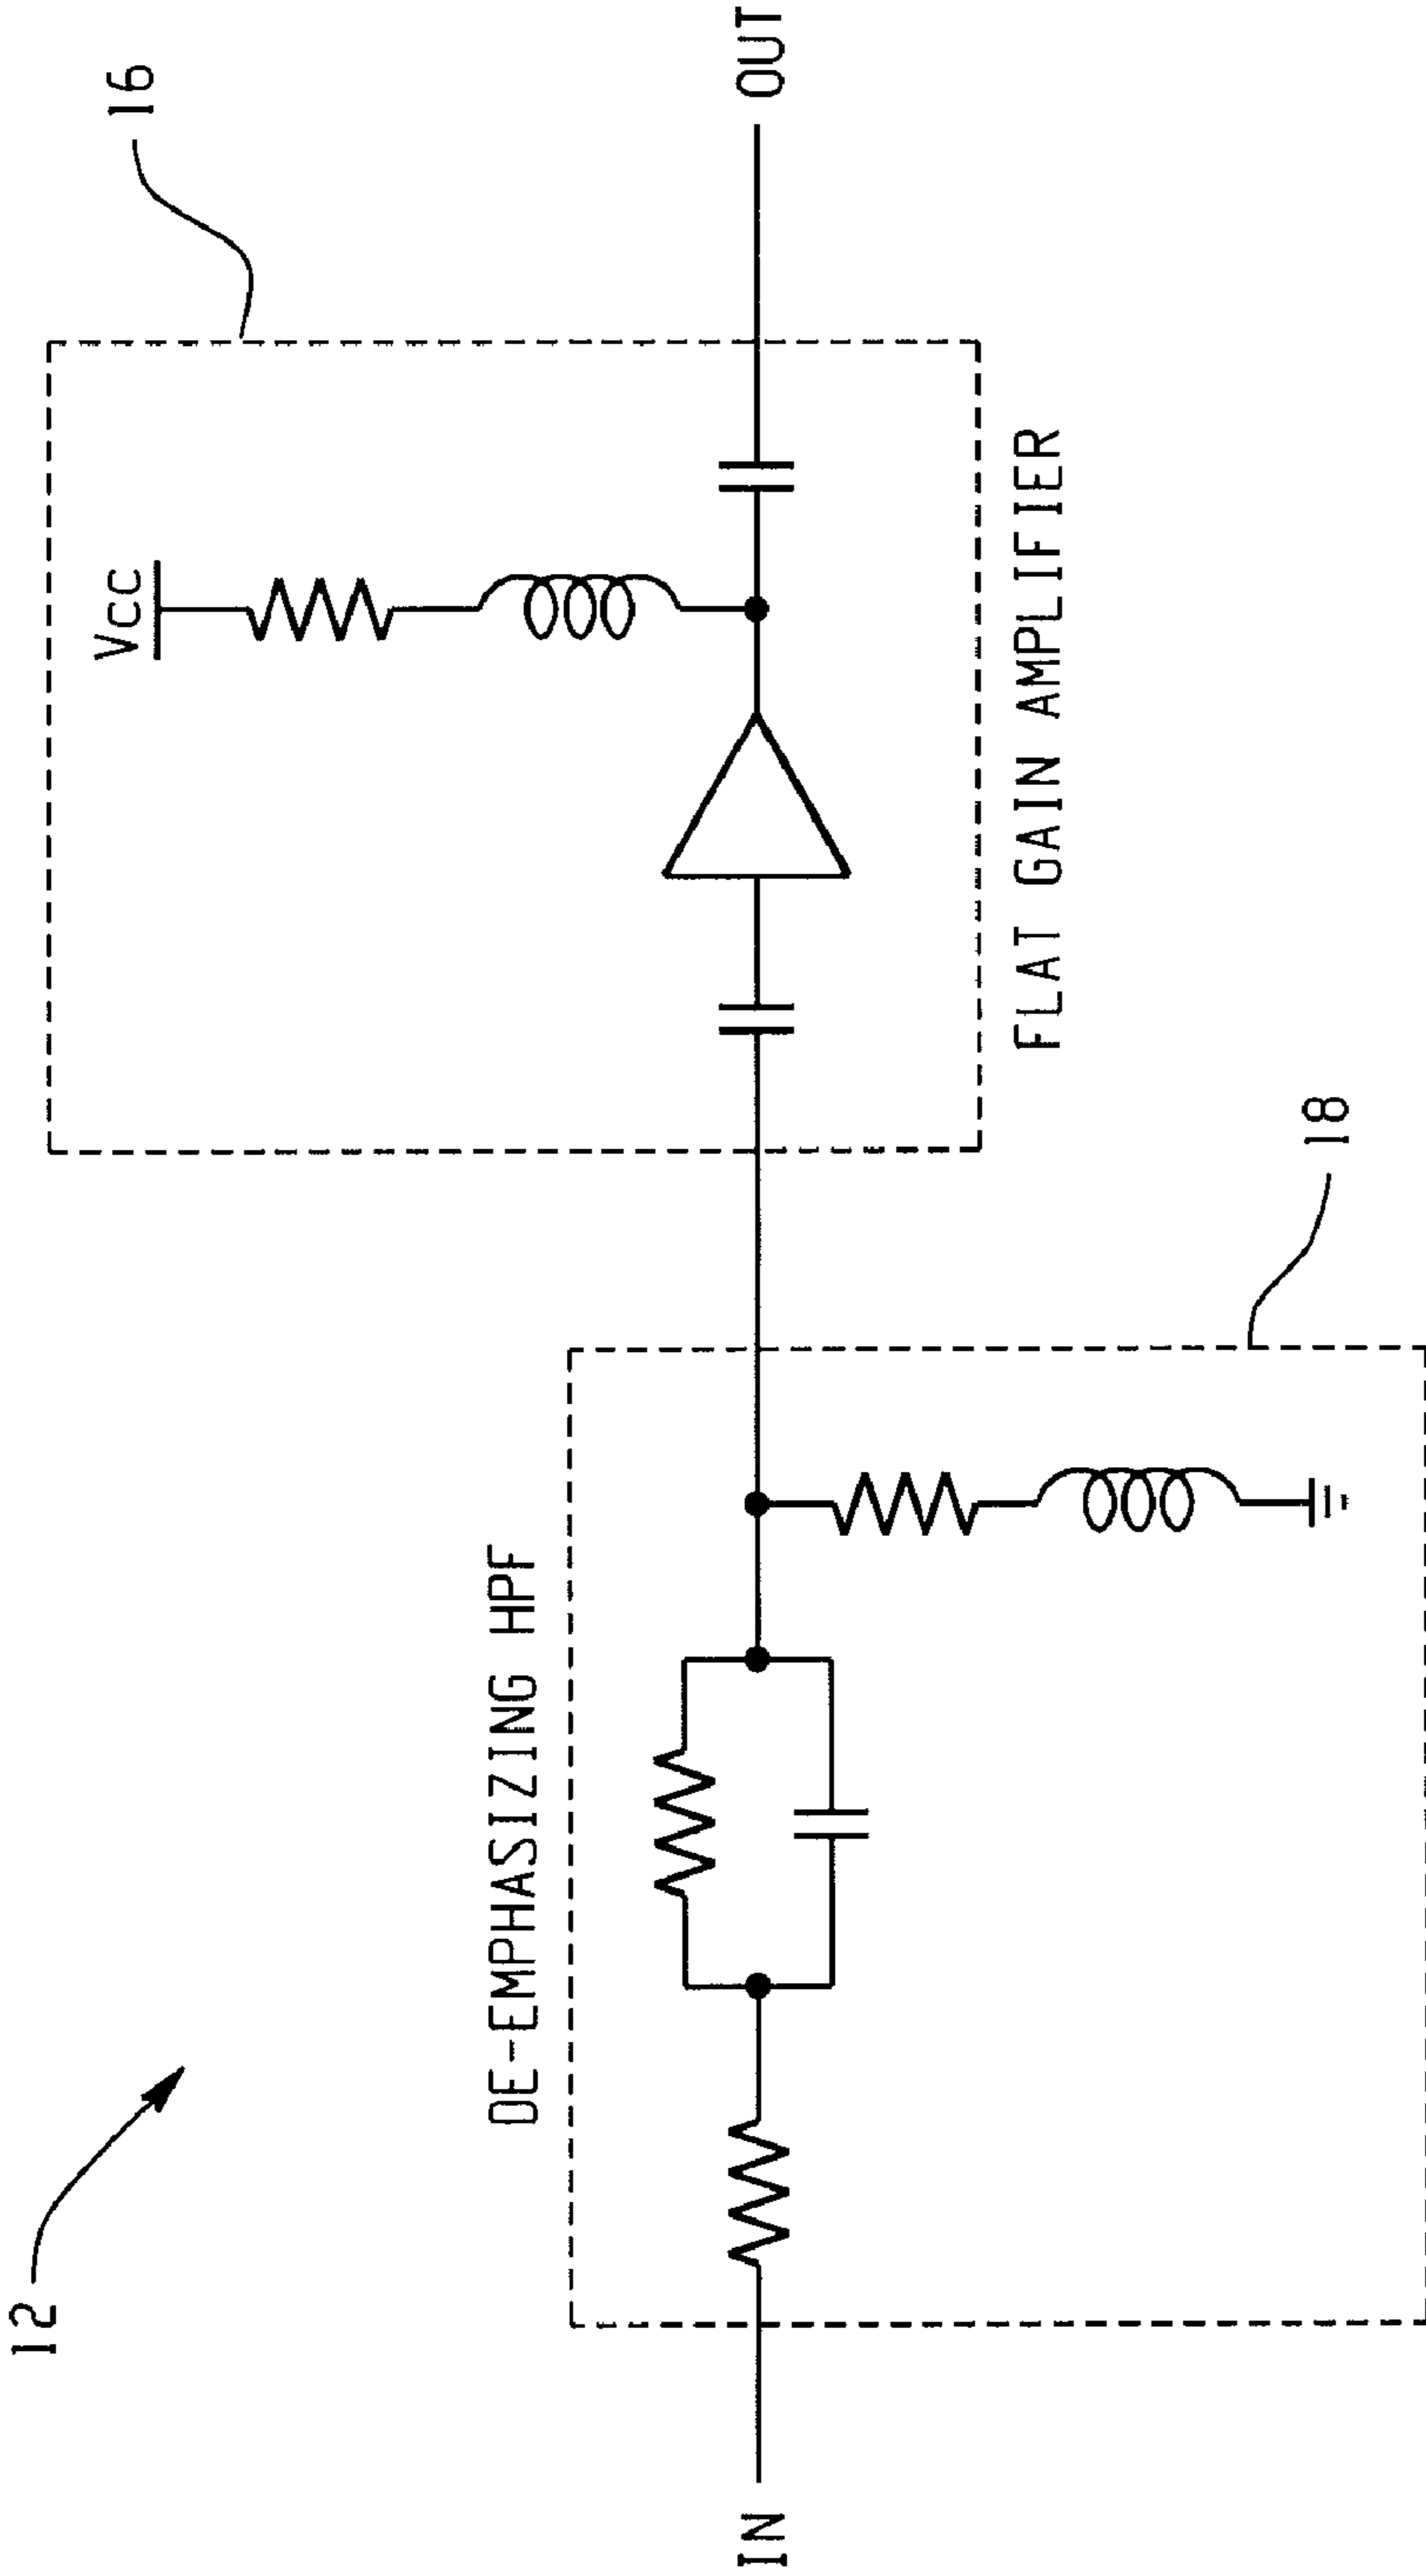 12
16
Vcc
OUT
FLAT GAIN AMPLIFIER
DE-EMPHASIZING HPF
18
IN